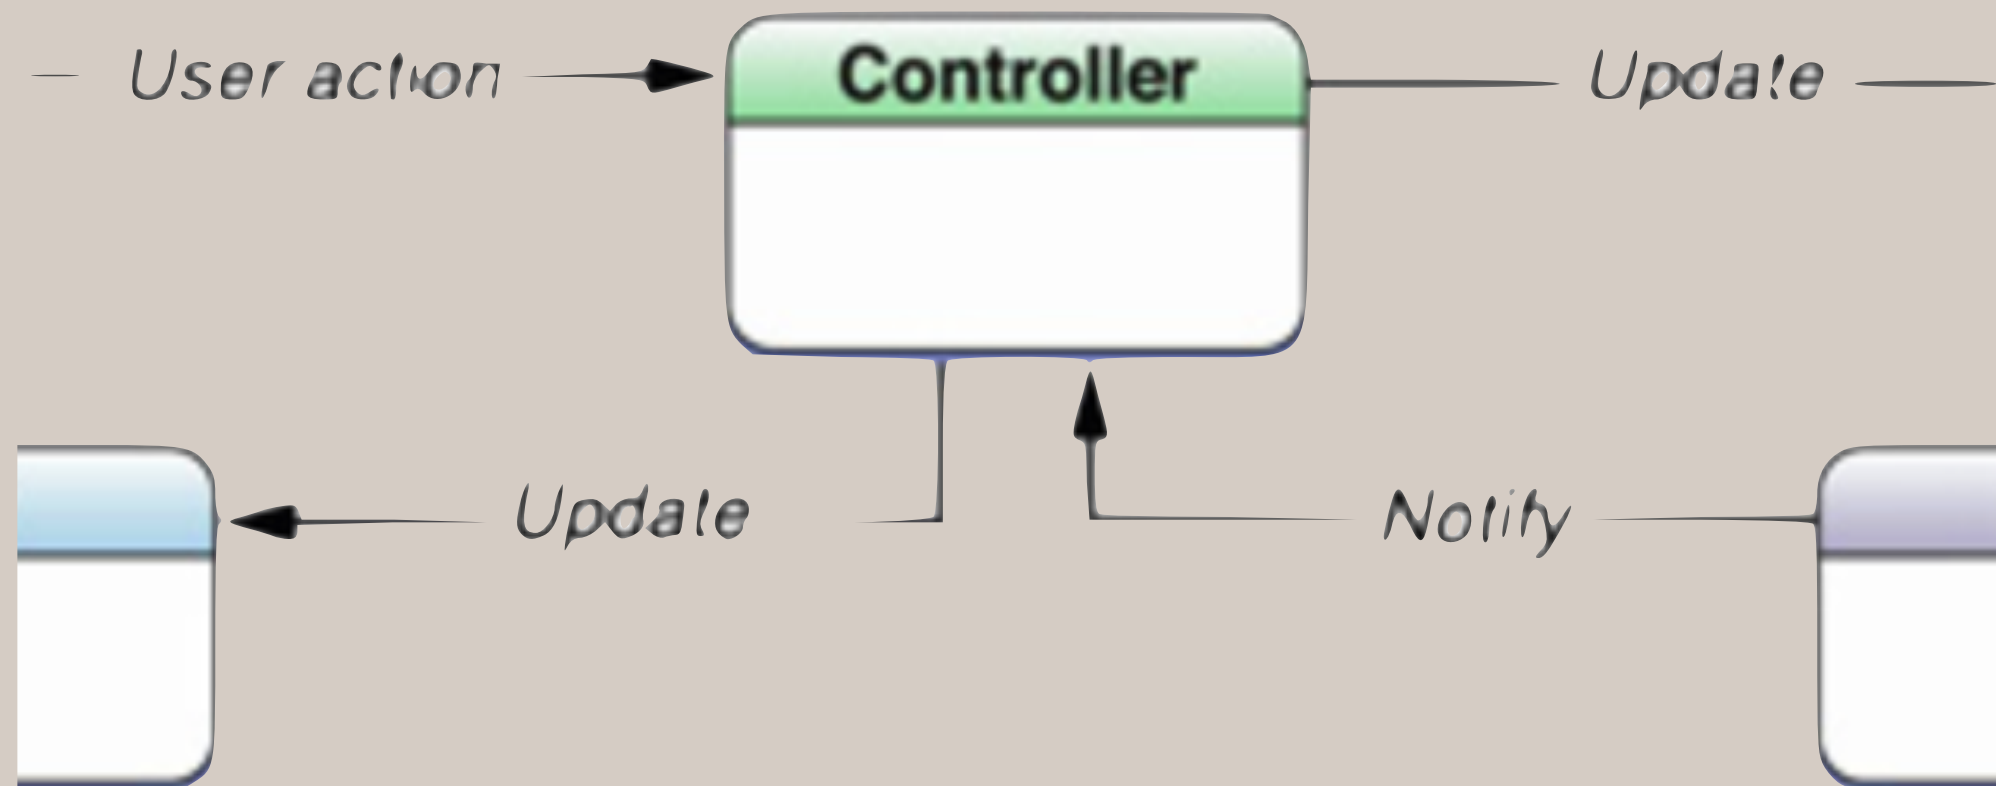 User action
Controller
Update
Update
Notify